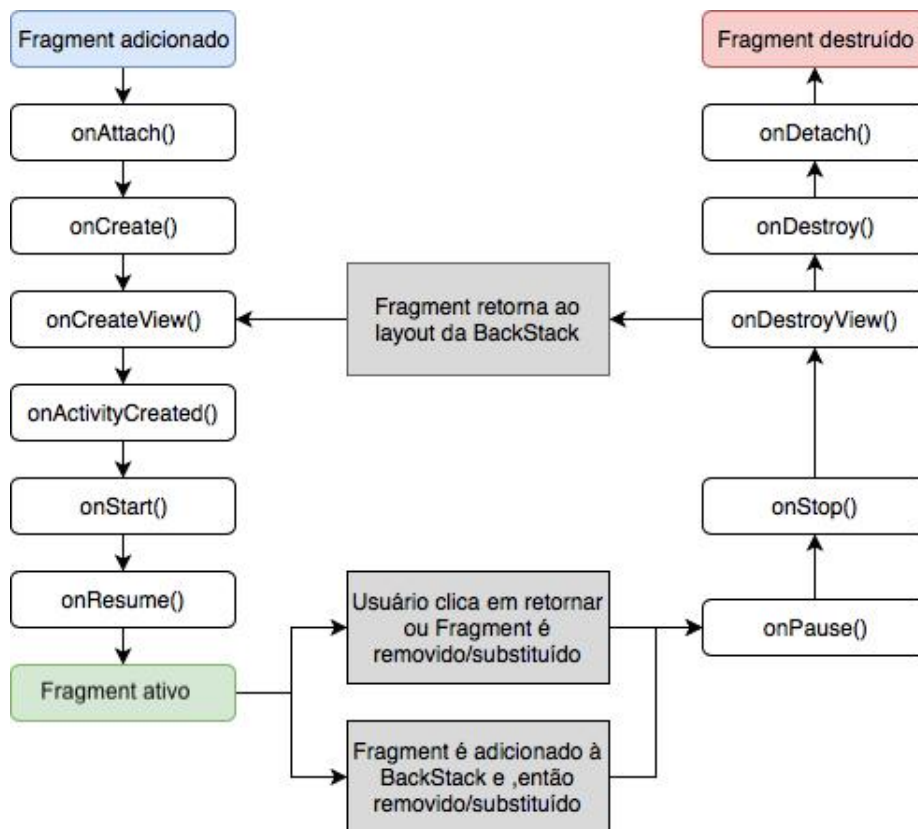 Fragment adicionado
onAttach()
onCreate()
onCreateView()
onActivityCreated()
onStart()
onResume()
Fragment ativo
Fragment retorna ao
layout da BackStack
Usuário clica em retornar
ou Fragment é
removido/substituído
Fragment é adicionado à
BackStack e ,então
removido/substituído
Fragment destruído
onDetach()
onDestroy()
onDestroyView()
onStop()
onPause()